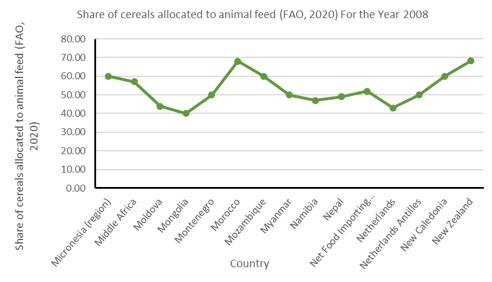 Share of cereals allocated to animal feed (FAO, 2020) For the Year 2008
Share of cereals allocated to animal feed (FAO,
2020)
80.00
70.00
60.00
50.00
40.00
30.00
20.00
10.00
0.00
Micronesia (region)
Middle Africa
Moldova
Mongolia
Montenegro
Morocco
Mozambique
Myanmar
Namibia
Nepal
Net Food Importing...
Netherlands
Netherlands Antilles
New Caledonia
New Zealand
Country